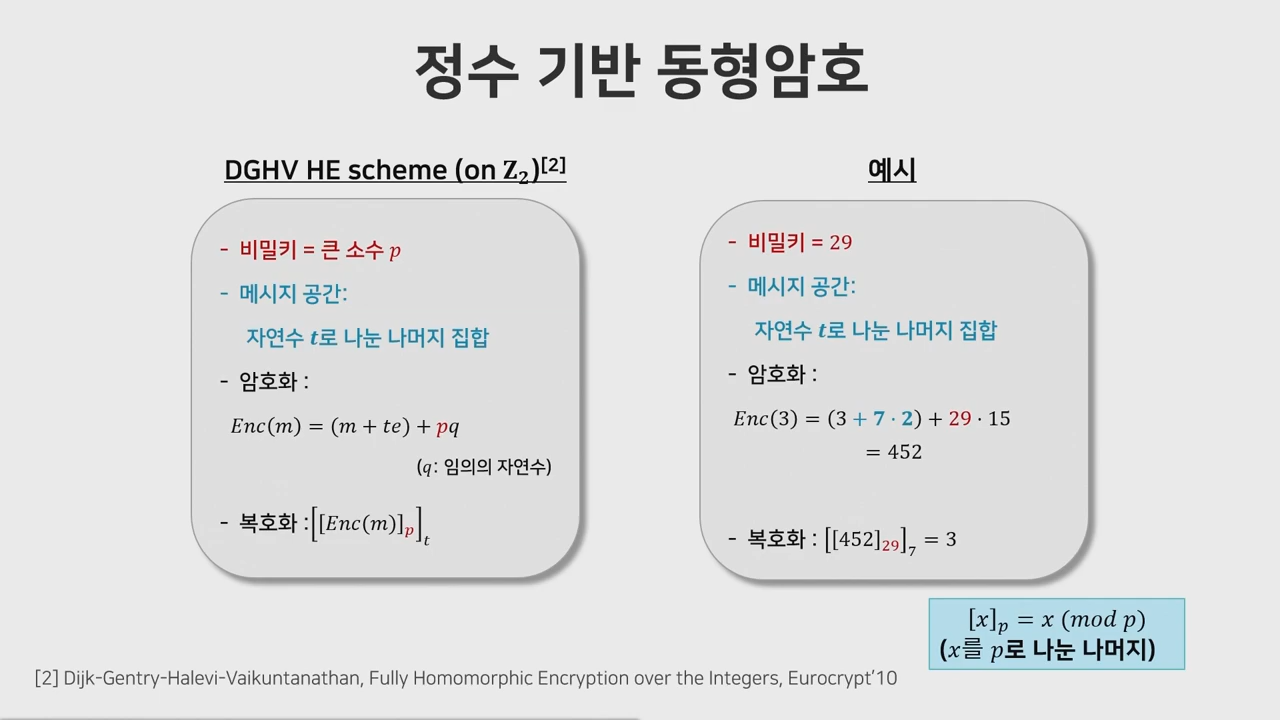 정수 기반 동형암호
DGHV HE scheme (on Z₂)[2]
- 비밀키 = 큰 소수 p
- 메시지 공간:
자연수 t로 나눈 나머지 집합
- 암호화 :
Enc(m) = (m + te) + pq
(q: 임의의 자연수)
- 복호화 :[[Enc(m)]ₚ]ₜ
예시
- 비밀키 = 29
- 메시지 공간:
자연수 t로 나눈 나머지 집합
- 암호화 :
Enc(3) = (3 + 7 · 2) + 29 · 15
= 452
- 복호화 : [[452]₂₉]₇ = 3
[x]ₚ = x (mod p)
(x를 p로 나눈 나머지)
[2] Dijk-Gentry-Halevi-Vaikuntanathan, Fully Homomorphic Encryption over the Integers, Eurocrypt’10